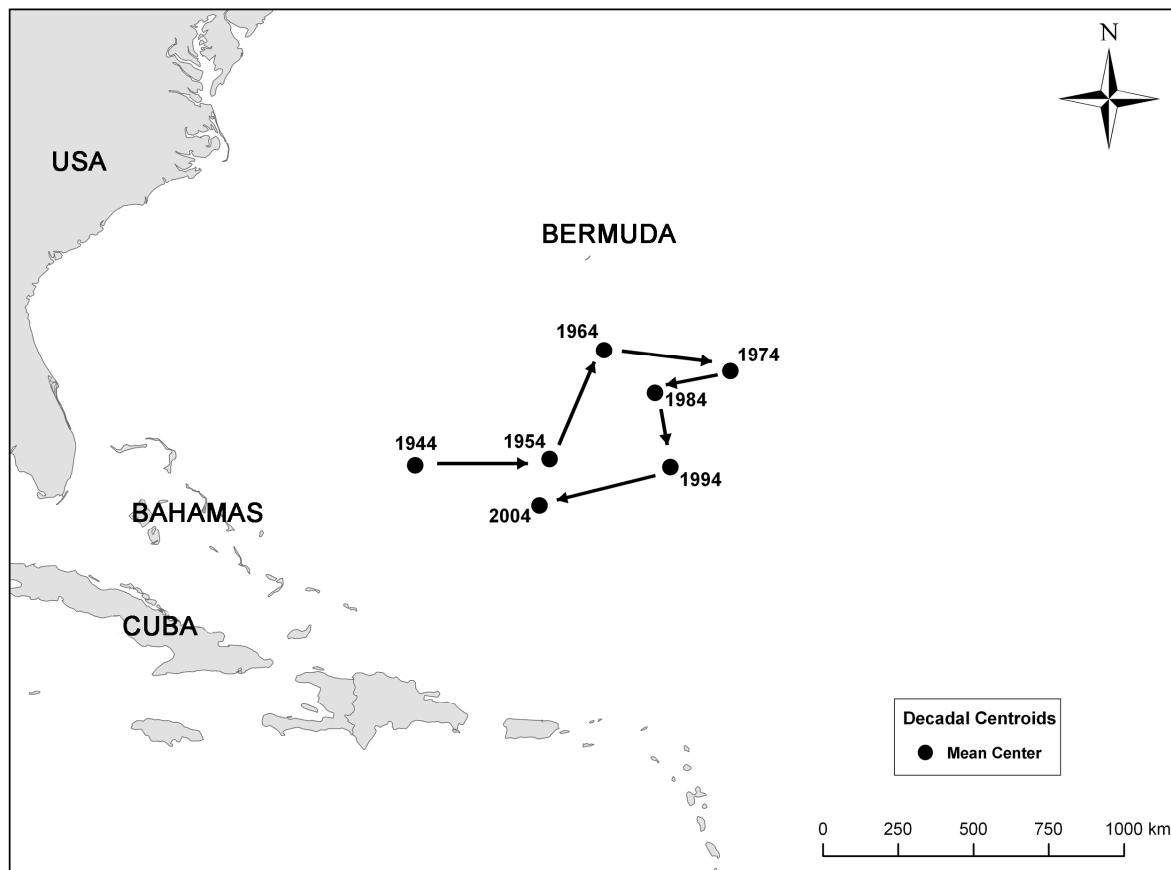 N
USA
BERMUDA
1964
1974
1984
1944
1954
1994
2004
BAHAMAS
CUBA
Decadal Centroids
Mean Center
0 250 500 750 1000 km